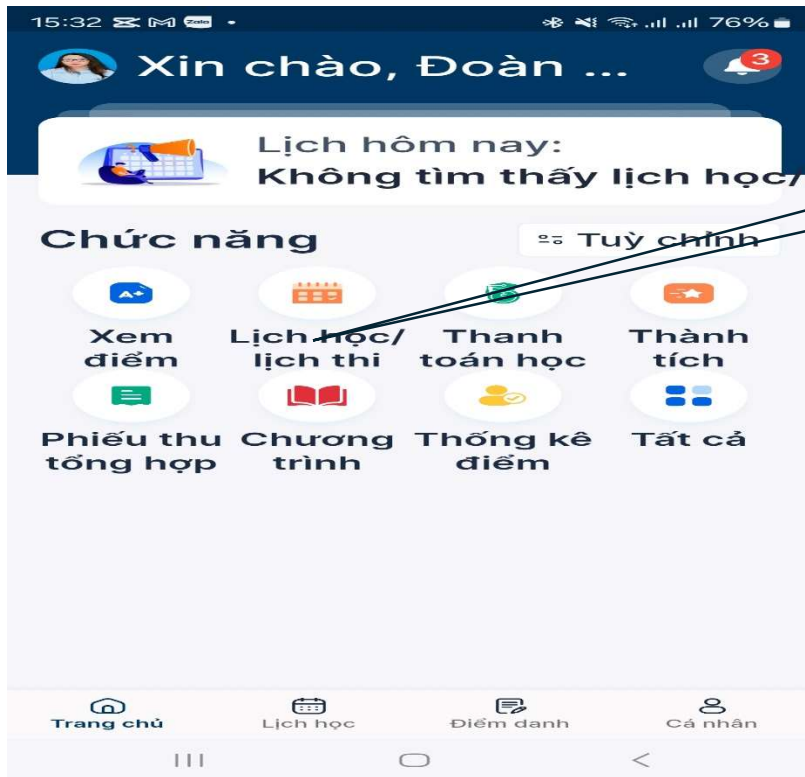 15:32 Zalo 76%
Xin chào, Đoàn ...
3
Lịch hôm nay:
Không tìm thấy lịch học/
Chức năng
Tuỳ chỉnh
A+
Xem điểm
Lịch học/ lịch thi
Thanh toán học
Thành tích
Phiếu thu tổng hợp
Chương trình
Thống kê điểm
Tất cả
Trang chủ
Lịch học
Điểm danh
Cá nhân